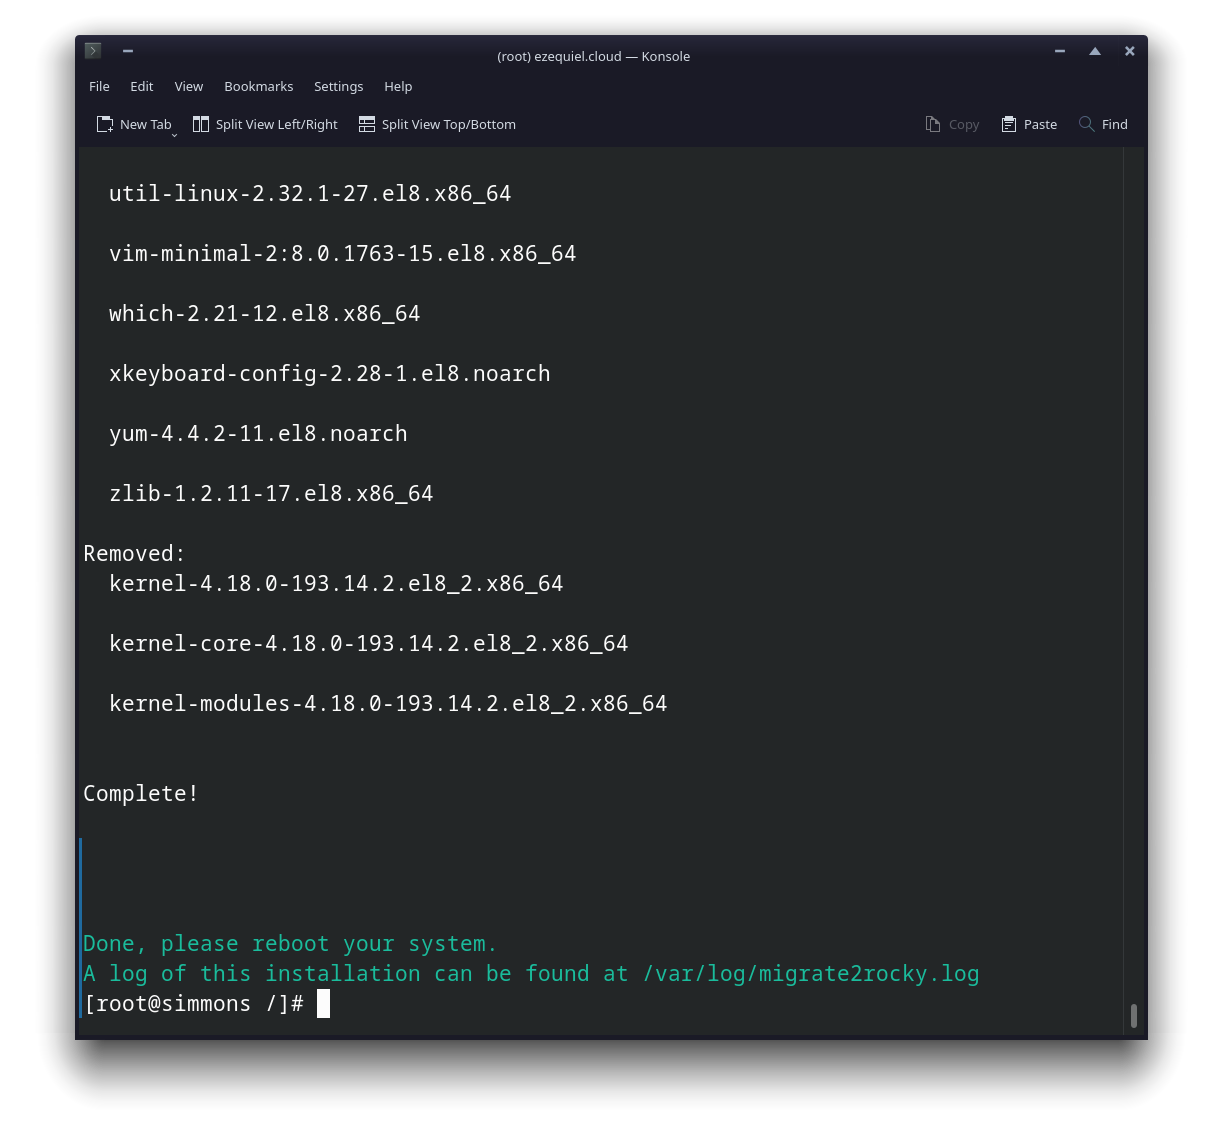 (root) ezequiel.cloud — Konsole
File Edit View Bookmarks Settings Help
New Tab Split View Left/Right Split View Top/Bottom Copy Paste Find
util-linux-2.32.1-27.el8.x86_64
vim-minimal-2:8.0.1763-15.el8.x86_64
which-2.21-12.el8.x86_64
xkeyboard-config-2.28-1.el8.noarch
yum-4.4.2-11.el8.noarch
zlib-1.2.11-17.el8.x86_64
Removed:
kernel-4.18.0-193.14.2.el8_2.x86_64
kernel-core-4.18.0-193.14.2.el8_2.x86_64
kernel-modules-4.18.0-193.14.2.el8_2.x86_64
Complete!
Done, please reboot your system.
A log of this installation can be found at /var/log/migrate2rocky.log
[root@simmons /]#